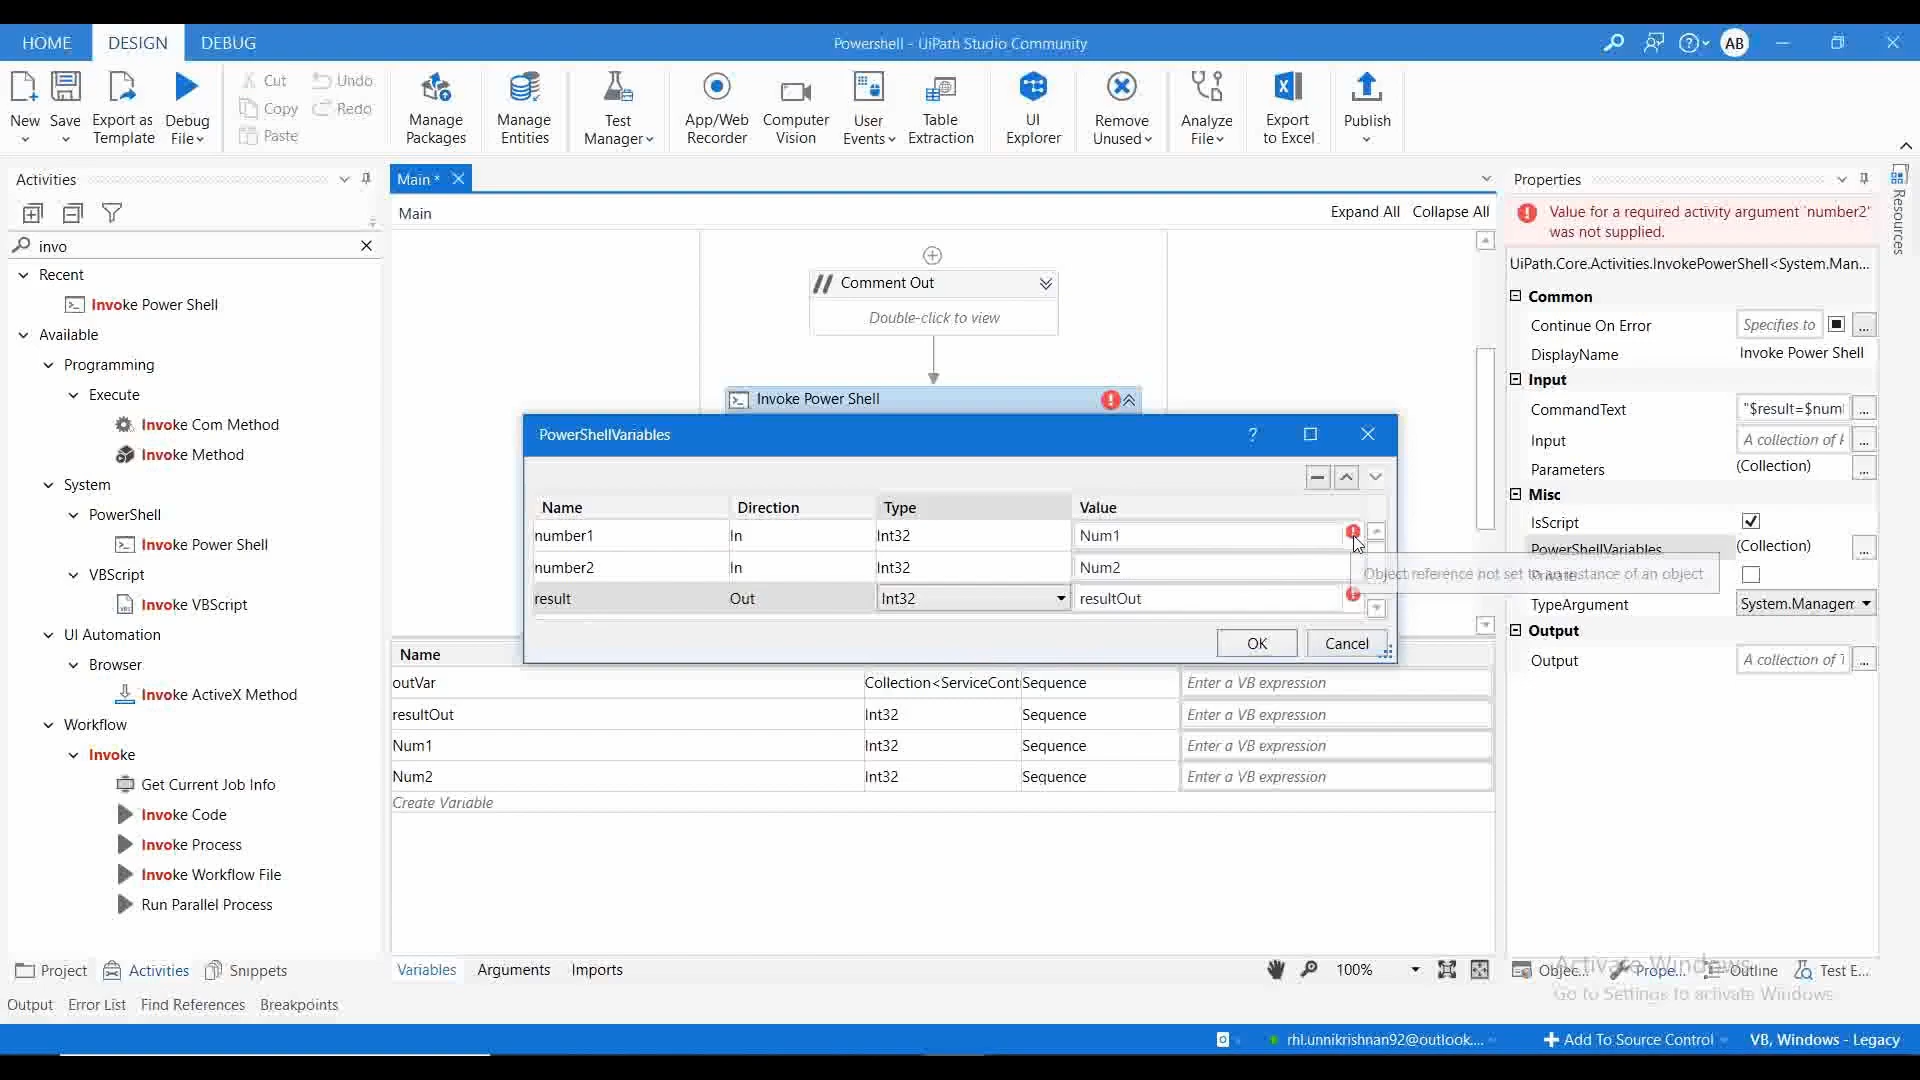 HOME DESIGN DEBUG Powershell - UiPath Studio Community AB
Cut Undo
Copy Redo
Paste
New Save Export as Template Debug File
Manage Packages Manage Entities Test Manager App/Web Recorder Computer Vision User Events Table Extraction UI Explorer Remove Unused Analyze File Export to Excel Publish
Activities
invo
Recent
Invoke Power Shell
Available
Programming
Execute
Invoke Com Method
Invoke Method
System
PowerShell
Invoke Power Shell
VBScript
Invoke VBScript
UI Automation
Browser
Invoke ActiveX Method
Workflow
Invoke
Get Current Job Info
Invoke Code
Invoke Process
Invoke Workflow File
Run Parallel Process
Project Activities Snippets
Main *
Main Expand All Collapse All
Comment Out
Double-click to view
Invoke Power Shell
PowerShellVariables ?
Name Direction Type Value
number1 In Int32 Num1
number2 In Int32 Num2
result Out Int32 resultOut
Object reference not set to an instance of an object
OK Cancel
Name
outVar Collection<ServiceConti Sequence Enter a VB expression
resultOut Int32 Sequence Enter a VB expression
Num1 Int32 Sequence Enter a VB expression
Num2 Int32 Sequence Enter a VB expression
Create Variable
Variables Arguments Imports 100%
Properties
Value for a required activity argument 'number2'
was not supplied.
UiPath.Core.Activities.InvokePowerShell<System.Man...
Common
Continue On Error Specifies to ...
DisplayName Invoke Power Shell
Input
CommandText "$result=$num ...
Input A collection of ...
Parameters (Collection) ...
Misc
IsScript
PowerShellVariables (Collection) ...
Private
TypeArgument System.Managem
Output
Output A collection of ...
Resources
Objec... Prope... Outline Test E...
Activate Windows
Go to Settings to activate Windows.
Output Error List Find References Breakpoints
rhl.unnikrishnan92@outlook.... Add To Source Control VB, Windows - Legacy